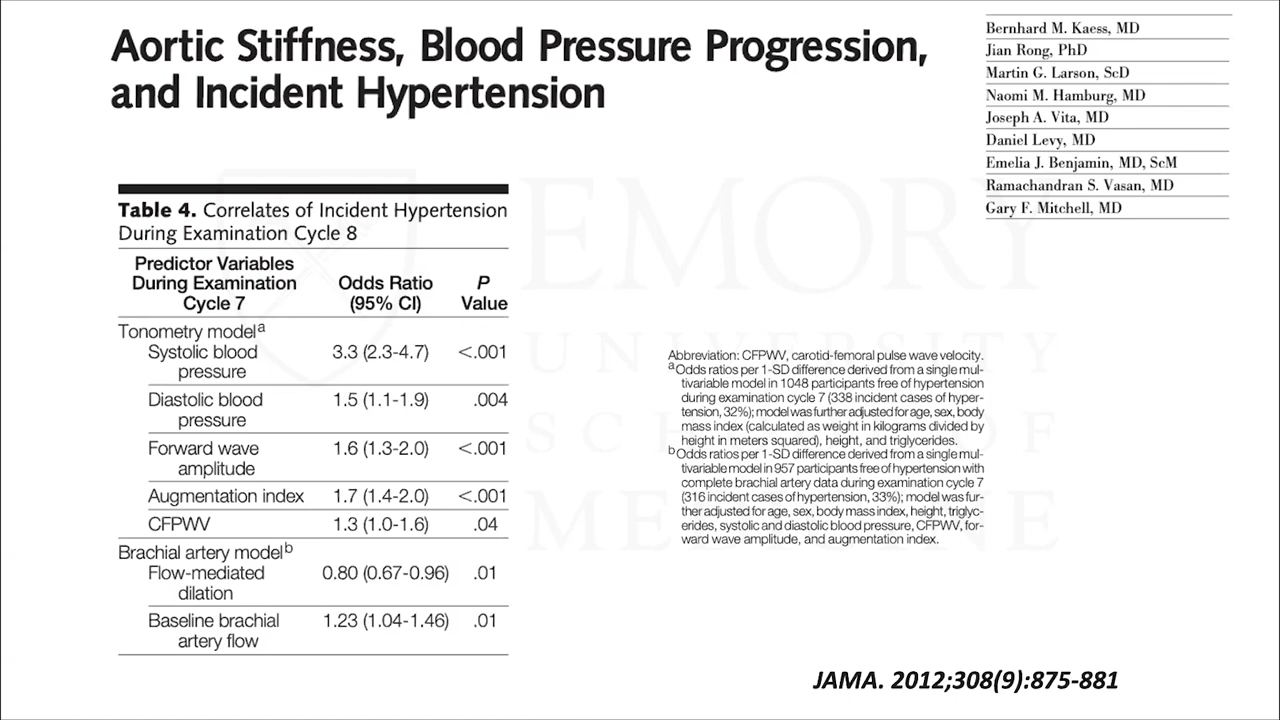 Aortic Stiffness, Blood Pressure Progression,
and Incident Hypertension
Bernhard M. Kaess, MD
Jian Rong, PhD
Martin G. Larson, ScD
Naomi M. Hamburg, MD
Joseph A. Vita, MD
Daniel Levy, MD
Emelia J. Benjamin, MD, ScM
Ramachandran S. Vasan, MD
Gary F. Mitchell, MD
EMORY
UNIVERSITY
SCHOOL OF
MEDICINE
Table 4. Correlates of Incident Hypertension
During Examination Cycle 8
Predictor Variables
During Examination Odds Ratio P
Cycle 7 (95% CI) Value
Tonometry model a
Systolic blood 3.3 (2.3-4.7) <.001
pressure
Diastolic blood 1.5 (1.1-1.9) .004
pressure
Forward wave 1.6 (1.3-2.0) <.001
amplitude
Augmentation index 1.7 (1.4-2.0) <.001
CFPWV 1.3 (1.0-1.6) .04
Brachial artery model b
Flow-mediated 0.80 (0.67-0.96) .01
dilation
Baseline brachial 1.23 (1.04-1.46) .01
artery flow
Abbreviation: CFPWV, carotid-femoral pulse wave velocity.
a Odds ratios per 1-SD difference derived from a single mul-
tivariable model in 1048 participants free of hypertension
during examination cycle 7 (338 incident cases of hyper-
tension, 32%); model was further adjusted for age, sex, body
mass index (calculated as weight in kilograms divided by
height in meters squared), height, and triglycerides.
b Odds ratios per 1-SD difference derived from a single mul-
tivariable model in 957 participants free of hypertension with
complete brachial artery data during examination cycle 7
(316 incident cases of hypertension, 33%); model was fur-
ther adjusted for age, sex, body mass index, height, triglyc-
erides, systolic and diastolic blood pressure, CFPWV, for-
ward wave amplitude, and augmentation index.
JAMA. 2012;308(9):875-881